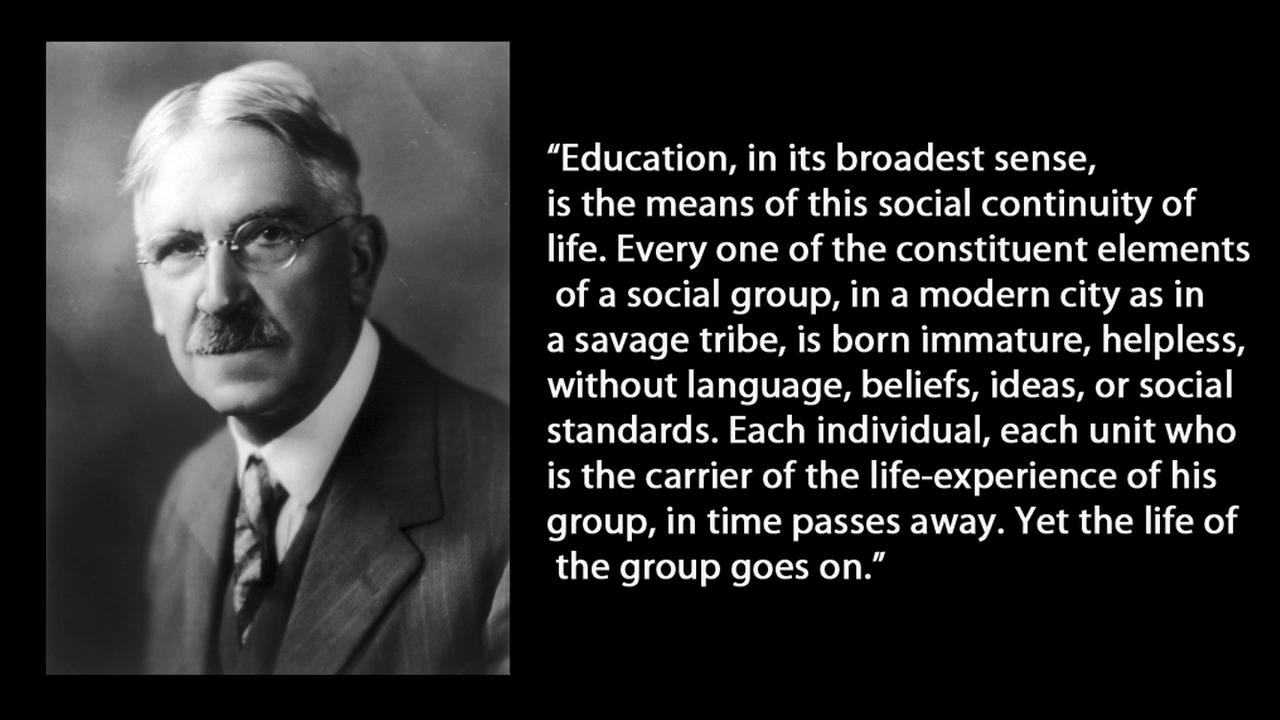 “Education, in its broadest sense,
is the means of this social continuity of
life. Every one of the constituent elements
of a social group, in a modern city as in
a savage tribe, is born immature, helpless,
without language, beliefs, ideas, or social
standards. Each individual, each unit who
is the carrier of the life-experience of his
group, in time passes away. Yet the life of
the group goes on.”